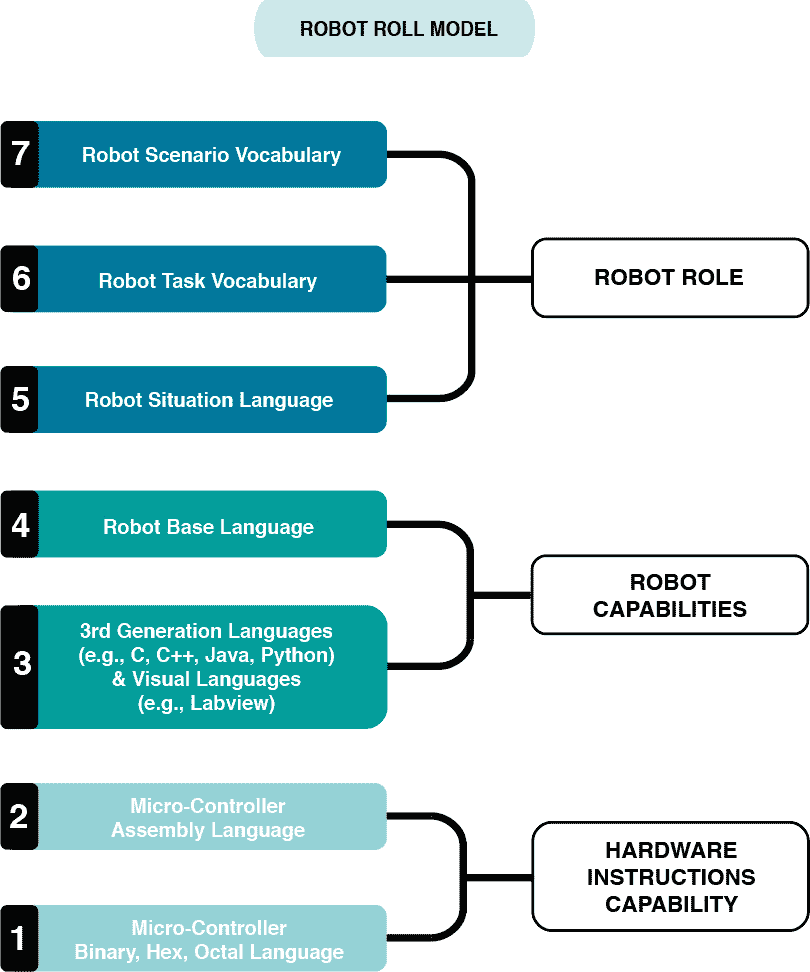 ROBOT ROLL MODEL
7
Robot Scenario Vocabulary
6
Robot Task Vocabulary
ROBOT ROLE
5
Robot Situation Language
4
Robot Base Language
ROBOT
CAPABILITIES
3
3rd Generation Languages
(e.g., C, C++, Java, Python)
& Visual Languages
(e.g., Labview)
2
Micro-Controller
Assembly Language
HARDWARE
INSTRUCTIONS
CAPABILITY
1
Micro-Controller
Binary, Hex, Octal Language